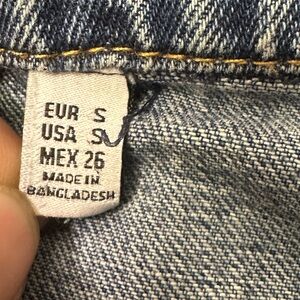 EUR S
USA S
MEX 26
MADE IN
BANGLADESH